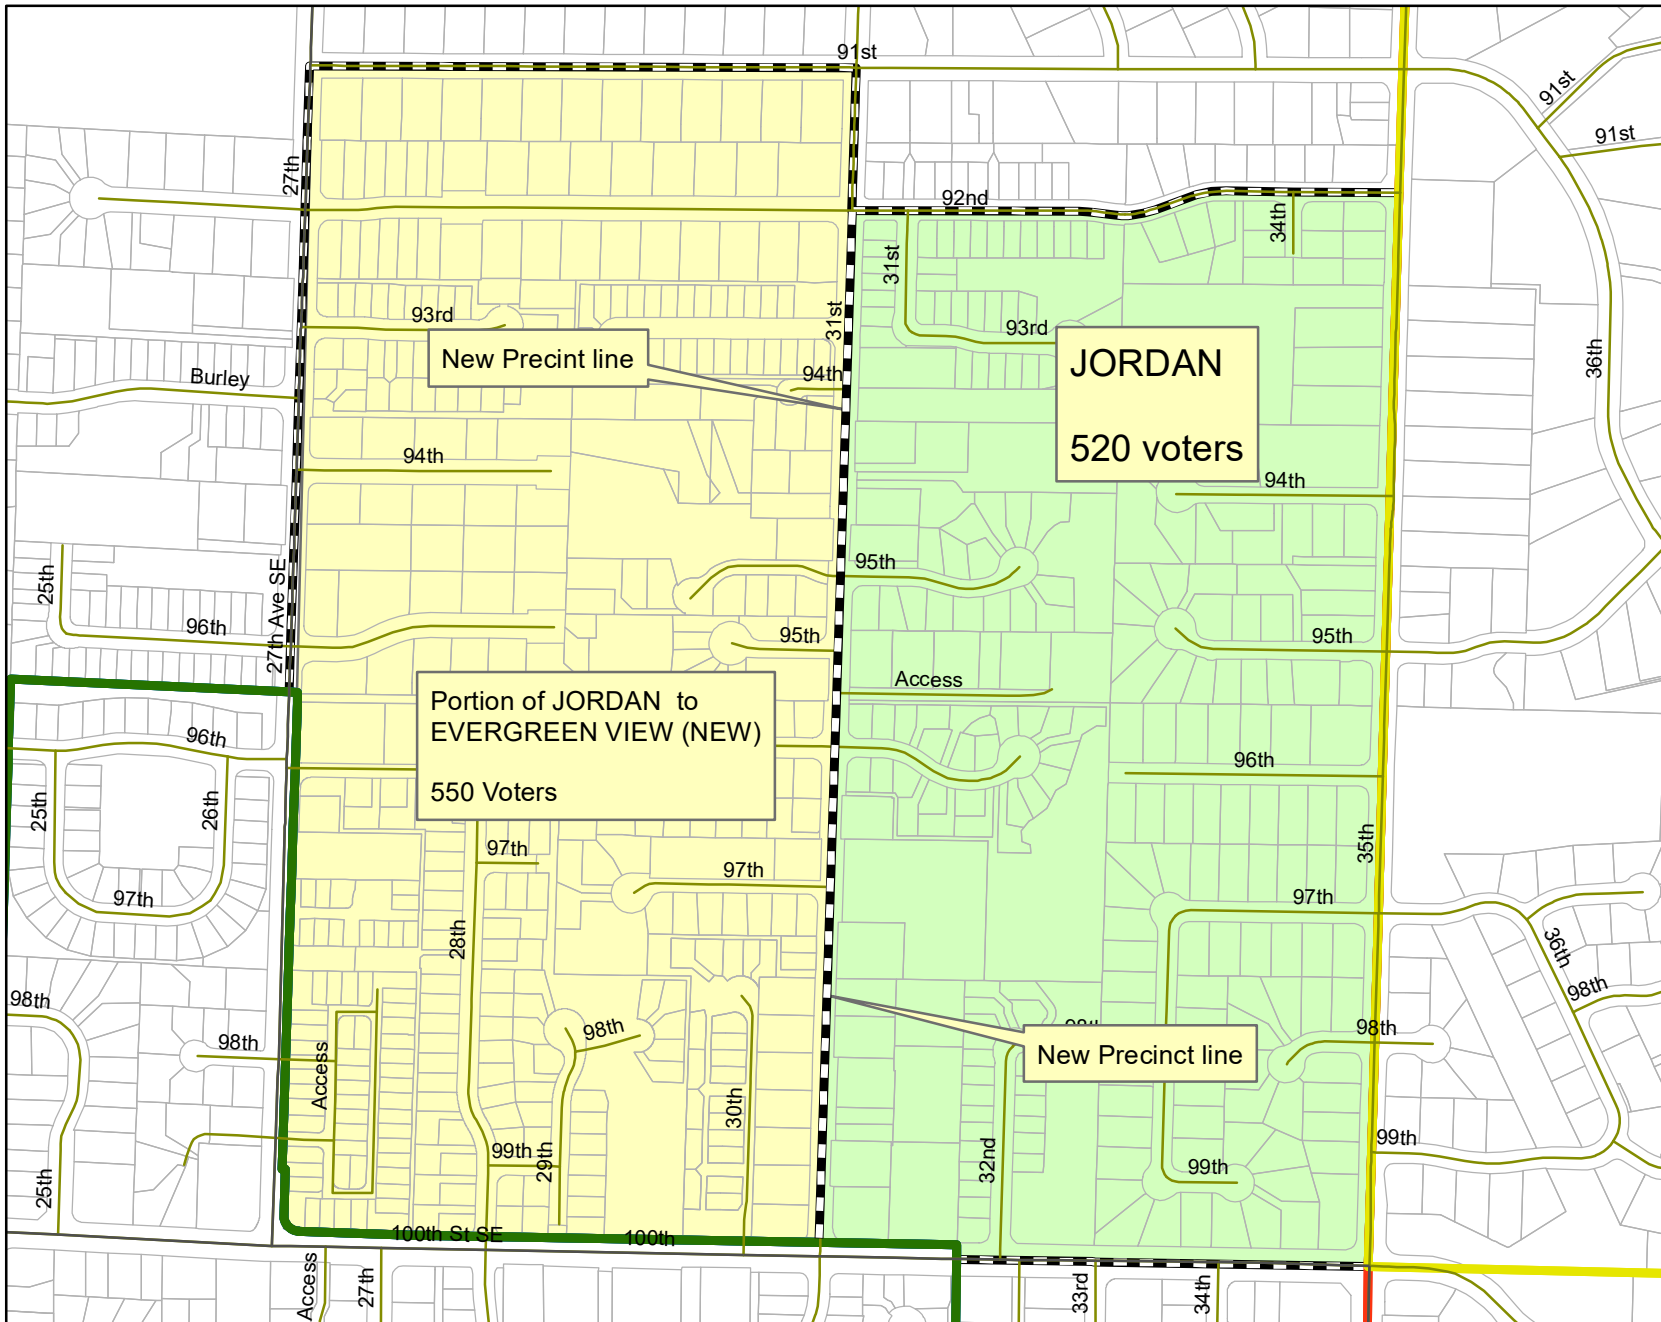 91st
91st
91st
27th
92nd
34th
31st
31st
93rd
93rd
36th
New Precint line
JORDAN
520 voters
Burley
94th
94th
94th
95th
25th
27th Ave SE
96th
95th
95th
Access
Portion of JORDAN to
EVERGREEN VIEW (NEW)
550 Voters
96th
96th
25th
26th
35th
97th
97th
97th
97th
28th
36th
98th
98th
98th
98th
98th
98th
New Precinct line
Access
30th
99th
99th
29th
32nd
99th
25th
100th St SE
100th
Access
27th
33rd
34th